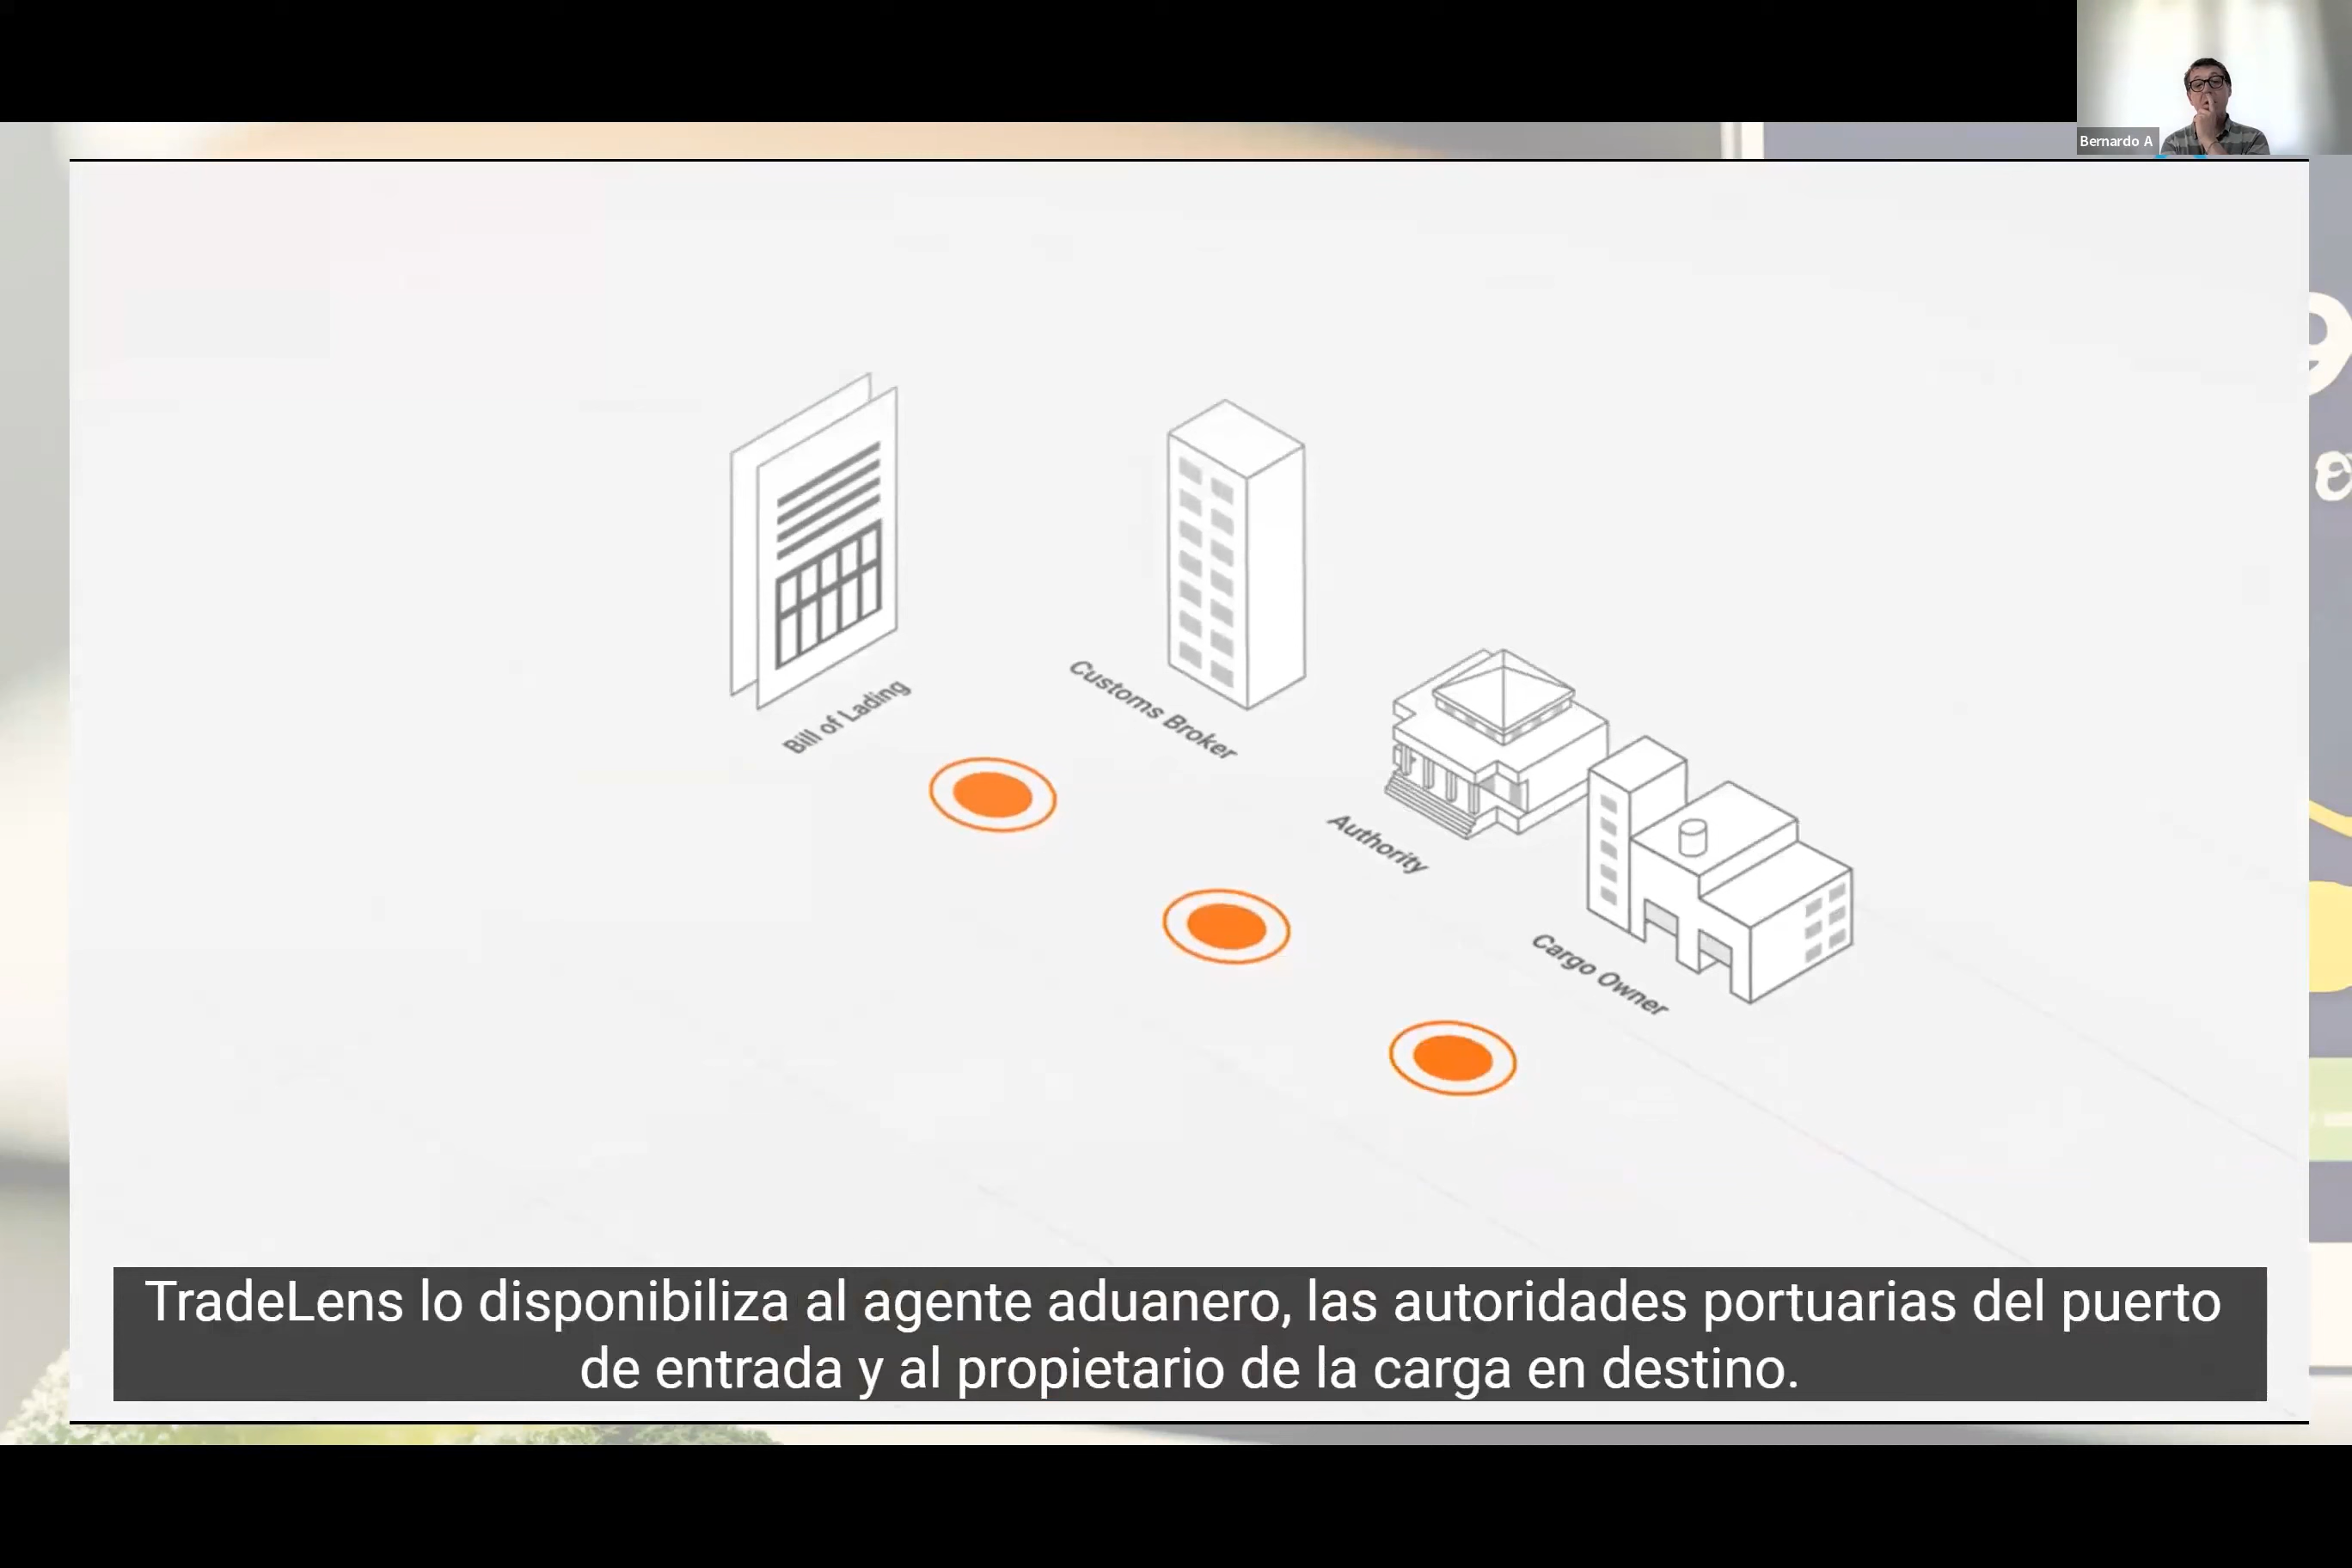 Bernardo A
Bill of Lading
Customs Broker
Authority
Cargo Owner
TradeLens lo disponibiliza al agente aduanero, las autoridades portuarias del puerto
de entrada y al propietario de la carga en destino.